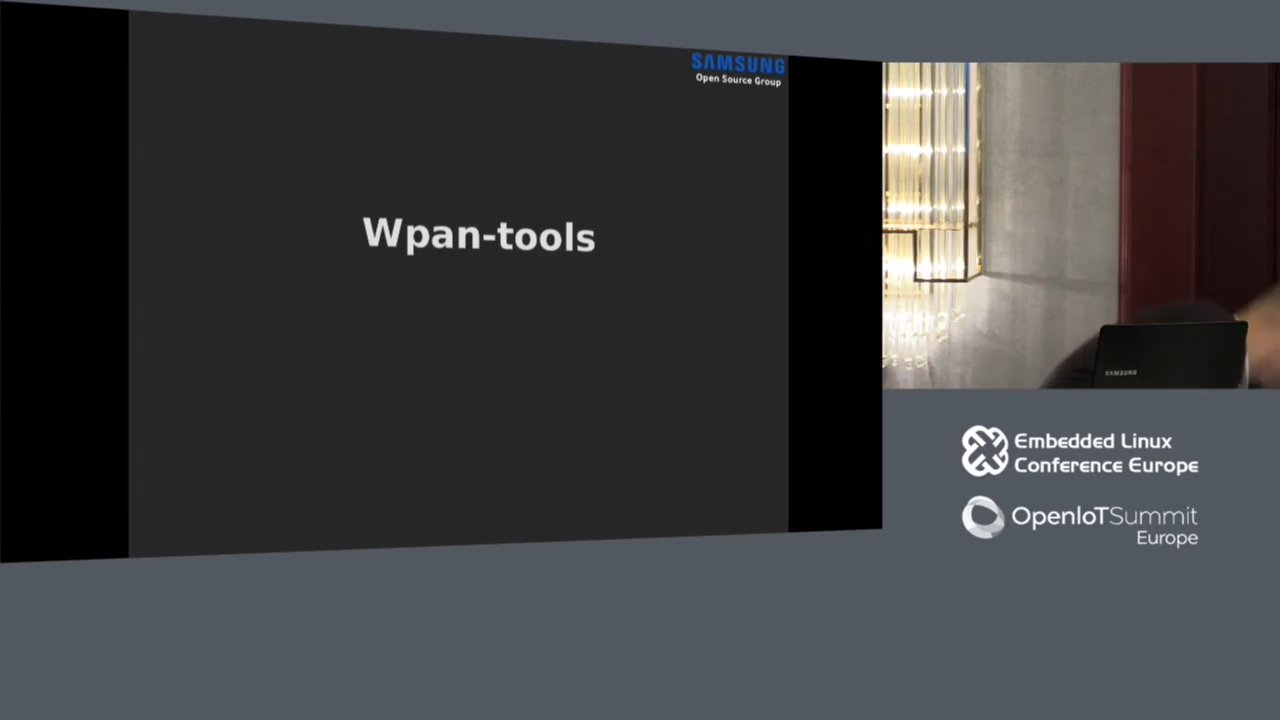 SAMSUNG
Open Source Group
Wpan-tools
SAMSUNG
Embedded Linux
Conference Europe
OpenIoTSummit
Europe